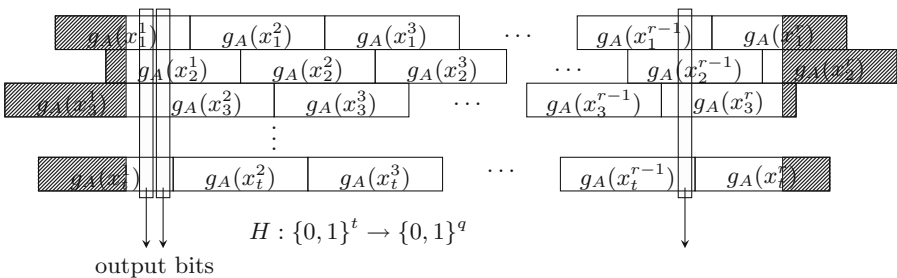 g_A(x_1^1) g_A(x_1^2) g_A(x_1^3) ... g_A(x_1^{r-1}) g_A(x_1^r)
g_A(x_2^1) g_A(x_2^2) g_A(x_2^3) ... g_A(x_2^{r-1}) g_A(x_2^r)
g_A(x_3^1) g_A(x_3^2) g_A(x_3^3) ... g_A(x_3^{r-1}) g_A(x_3^r)
⋮
g_A(x_t^1) g_A(x_t^2) g_A(x_t^3) ... g_A(x_t^{r-1}) g_A(x_t^r)
H : {0, 1}^t → {0, 1}^q
output bits